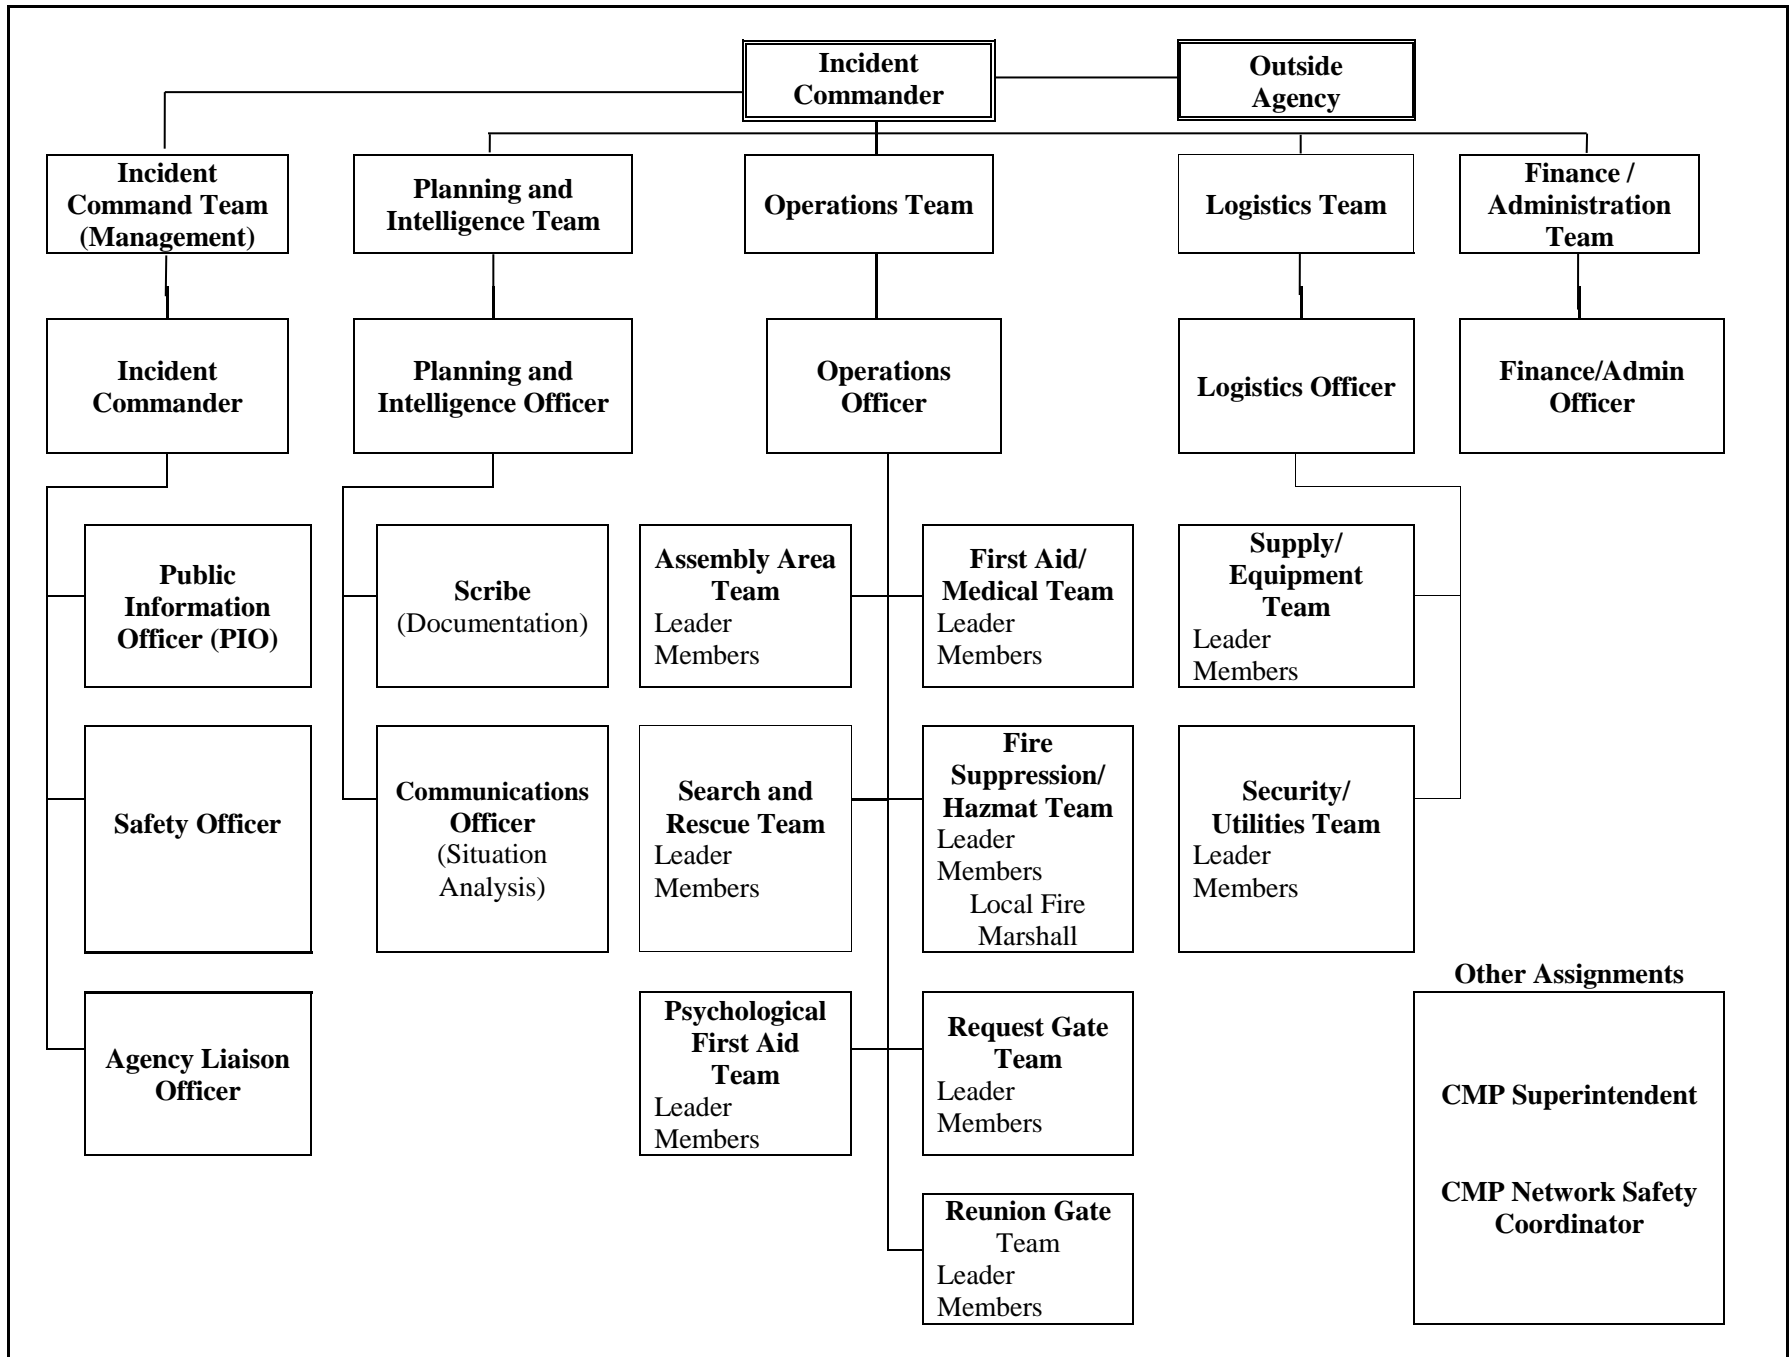 Incident
Commander
Outside
Agency
Incident
Command Team
(Management)
Planning and
Intelligence Team
Operations Team
Logistics Team
Finance /
Administration
Team
Incident
Commander
Planning and
Intelligence Officer
Operations
Officer
Logistics Officer
Finance/Admin
Officer
Public
Information
Officer (PIO)
Scribe
(Documentation)
Assembly Area
Team
Leader
Members
First Aid/
Medical Team
Leader
Members
Supply/
Equipment
Team
Leader
Members
Safety Officer
Communications
Officer
(Situation
Analysis)
Search and
Rescue Team
Leader
Members
Fire
Suppression/
Hazmat Team
Leader
Members
Local Fire
Marshall
Security/
Utilities Team
Leader
Members
Agency Liaison
Officer
Psychological
First Aid
Team
Leader
Members
Request Gate
Team
Leader
Members
Reunion Gate
Team
Leader
Members
Other Assignments
CMP Superintendent
CMP Network Safety
Coordinator